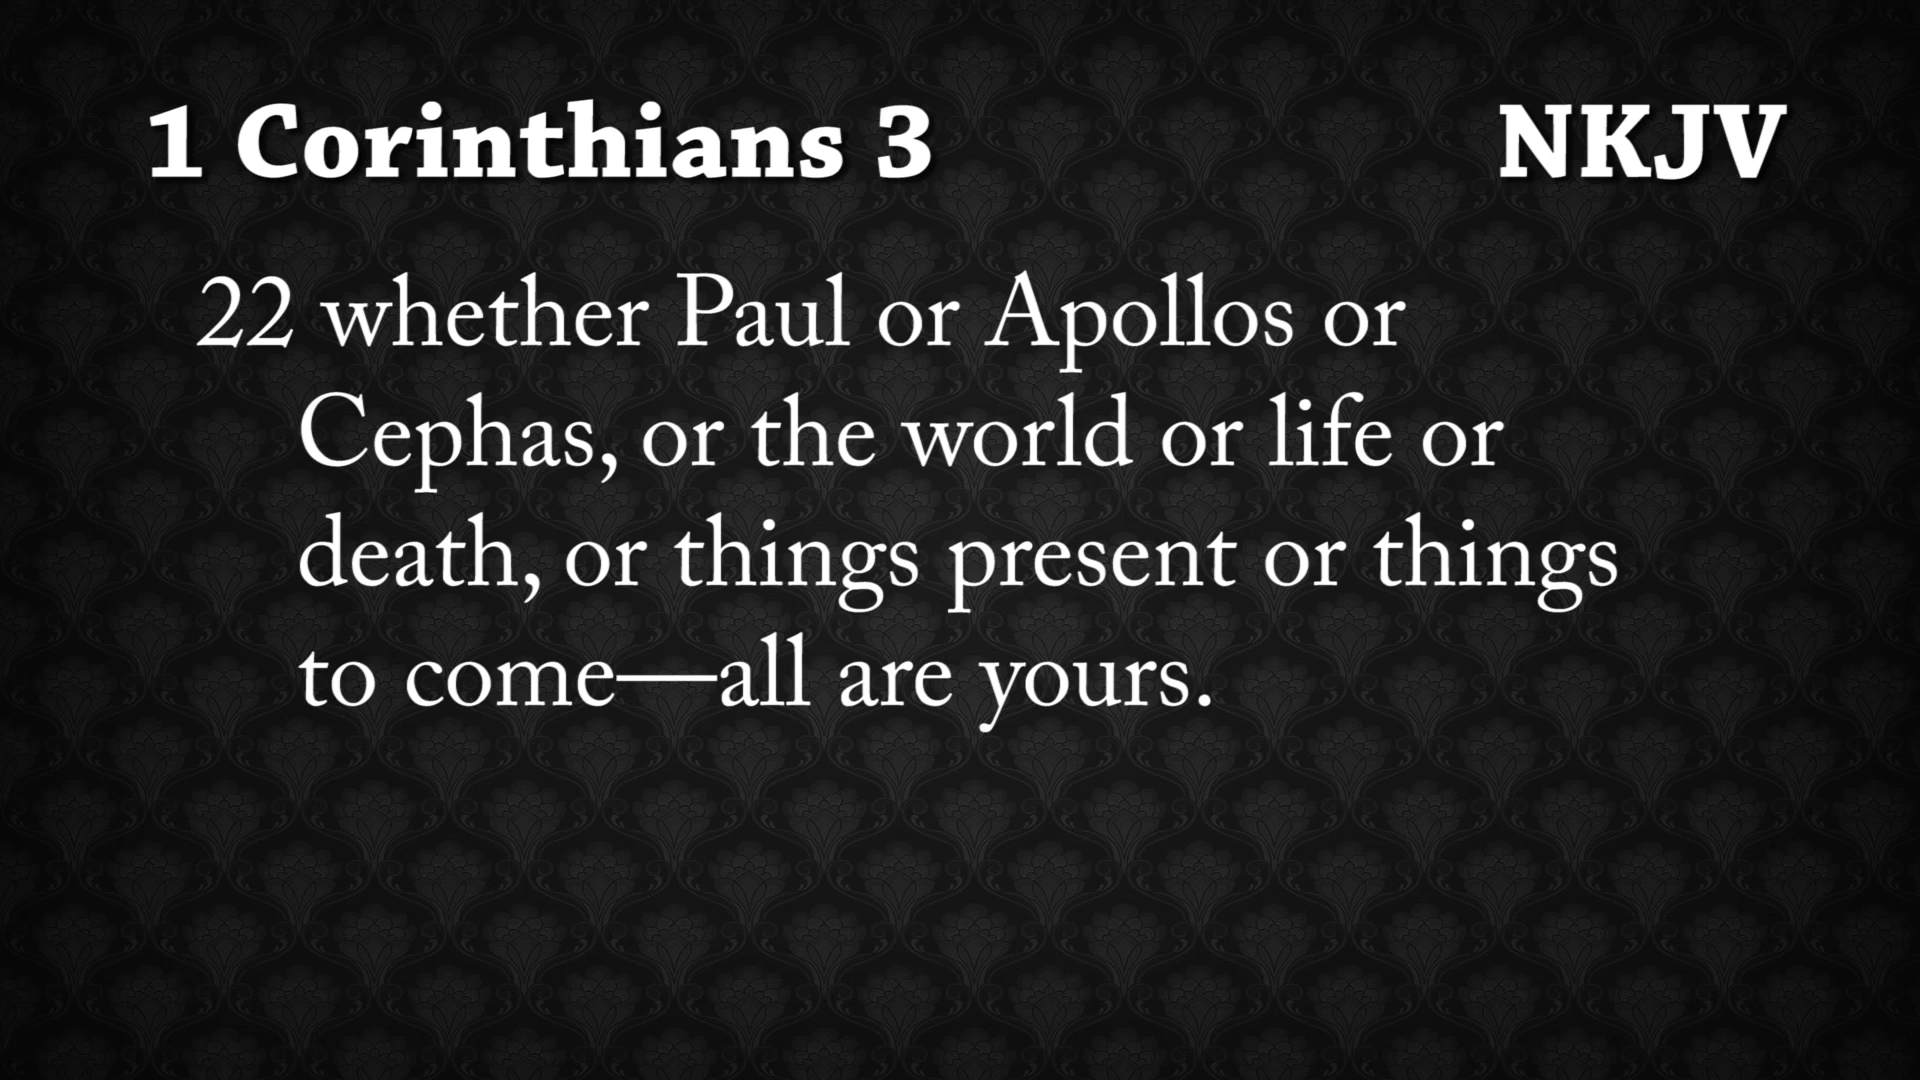 1 Corinthians 3 NKJV
22 whether Paul or Apollos or
Cephas, or the world or life or
death, or things present or things
to come—all are yours.